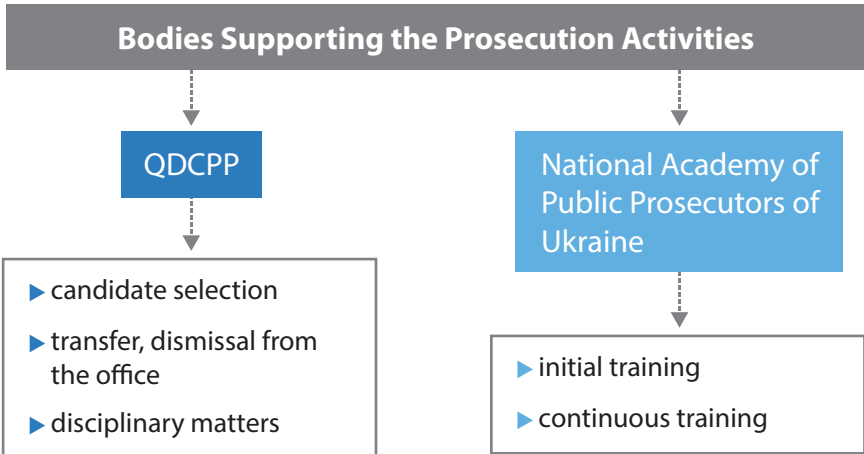 Bodies Supporting the Prosecution Activities
QDCPP
candidate selection
transfer, dismissal from
the office
disciplinary matters
National Academy of
Public Prosecutors of
Ukraine
initial training
continuous training